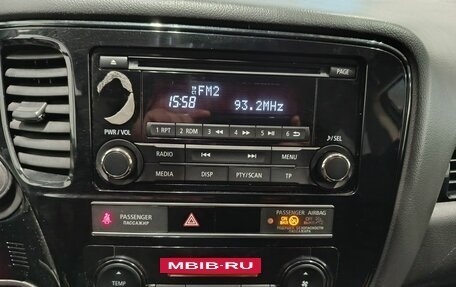 PAGE
FM2
15:58
93.2MHz
1 RPT
2 RDM
3 ◄◄
4 ►►
5 ►II
6
PWR / VOL
♪/SEL
RADIO
MENU
MEDIA
DISP
PTY/SCAN
TP
PASSENGER
ПАССАЖИР
PASSENGER AIRBAG
MBIB-RU
TEMP